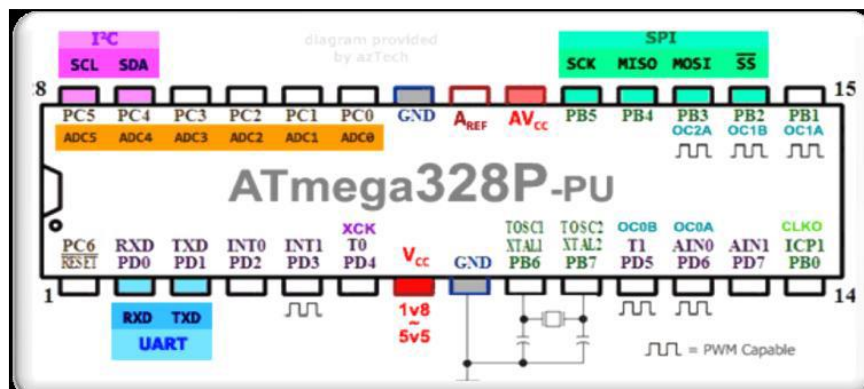 I²C
diagram provided
by azTech
SPI
SCL SDA
SCK MISO MOSI SS
8 15
PC5 PC4 PC3 PC2 PC1 PC0 GND AREF AVCC PB5 PB4 PB3 PB2 PB1
ADC5 ADC4 ADC3 ADC2 ADC1 ADC0
OC2A OC1B OC1A
ATmega328P-PU
XCK TOSC1 TOSC2 OC0B OC0A CLKO
PC6 RXD TXD INT0 INT1 T0 VCC XTAL1 XTAL2 T1 AIN0 AIN1 ICP1
RESET PD0 PD1 PD2 PD3 PD4 GND PB6 PB7 PD5 PD6 PD7 PB0
1 14
RXD TXD
1v8
~
5v5
UART
= PWM Capable